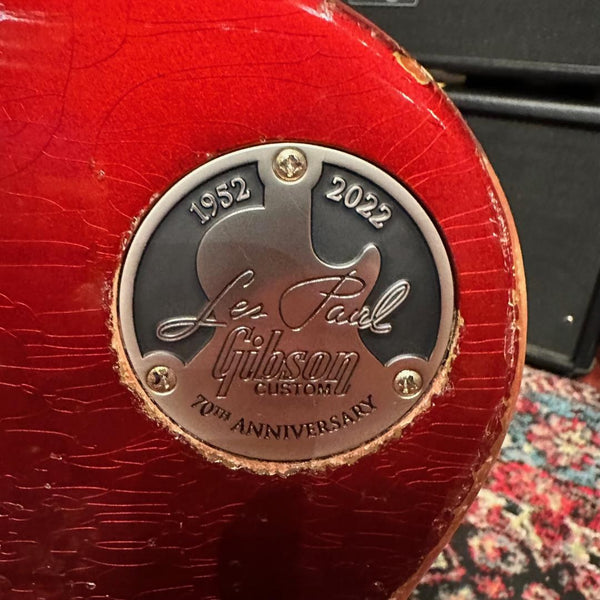 1952 2022
Les Paul
Gibson
CUSTOM
70TH ANNIVERSARY